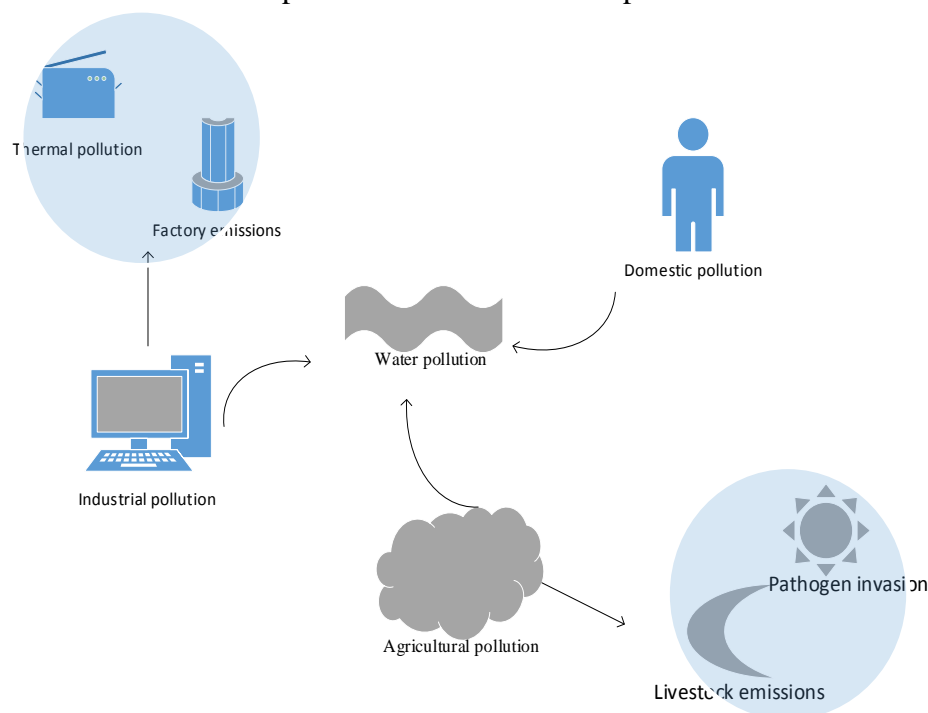 Thermal pollution
Factory emissions
Domestic pollution
Water pollution
Industrial pollution
Pathogen invasion
Agricultural pollution
Livestock emissions